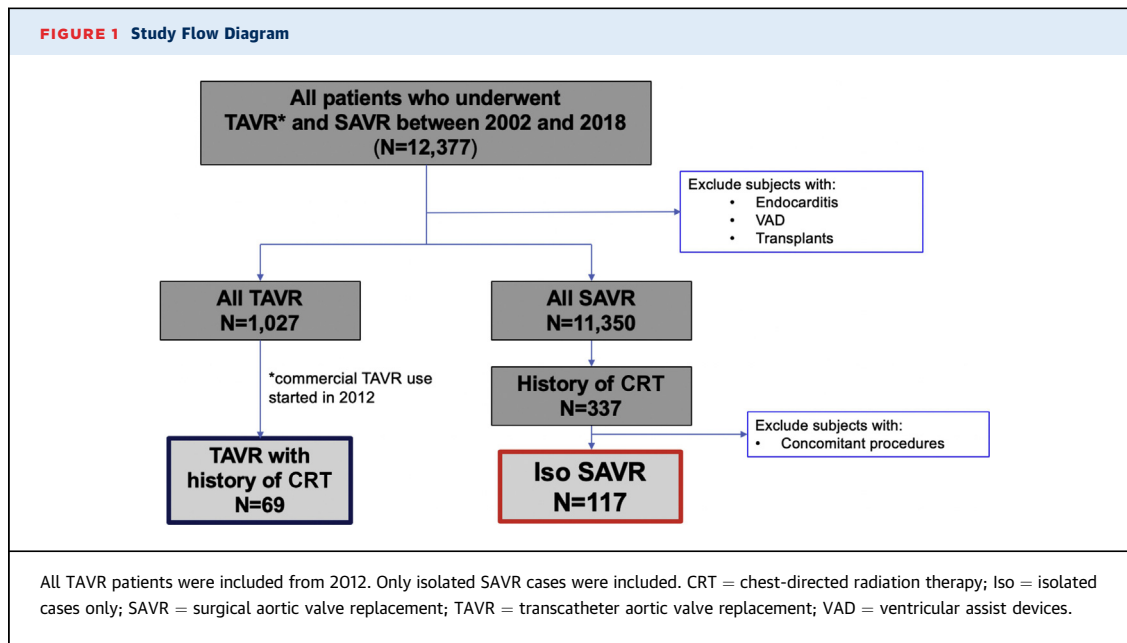 FIGURE 1 Study Flow Diagram
All patients who underwent
TAVR* and SAVR between 2002 and 2018
(N=12,377)
Exclude subjects with:
• Endocarditis
• VAD
• Transplants
All TAVR
N=1,027
All SAVR
N=11,350
*commercial TAVR use
started in 2012
History of CRT
N=337
Exclude subjects with:
• Concomitant procedures
TAVR with
history of CRT
N=69
Iso SAVR
N=117
All TAVR patients were included from 2012. Only isolated SAVR cases were included. CRT = chest-directed radiation therapy; Iso = isolated
cases only; SAVR = surgical aortic valve replacement; TAVR = transcatheter aortic valve replacement; VAD = ventricular assist devices.